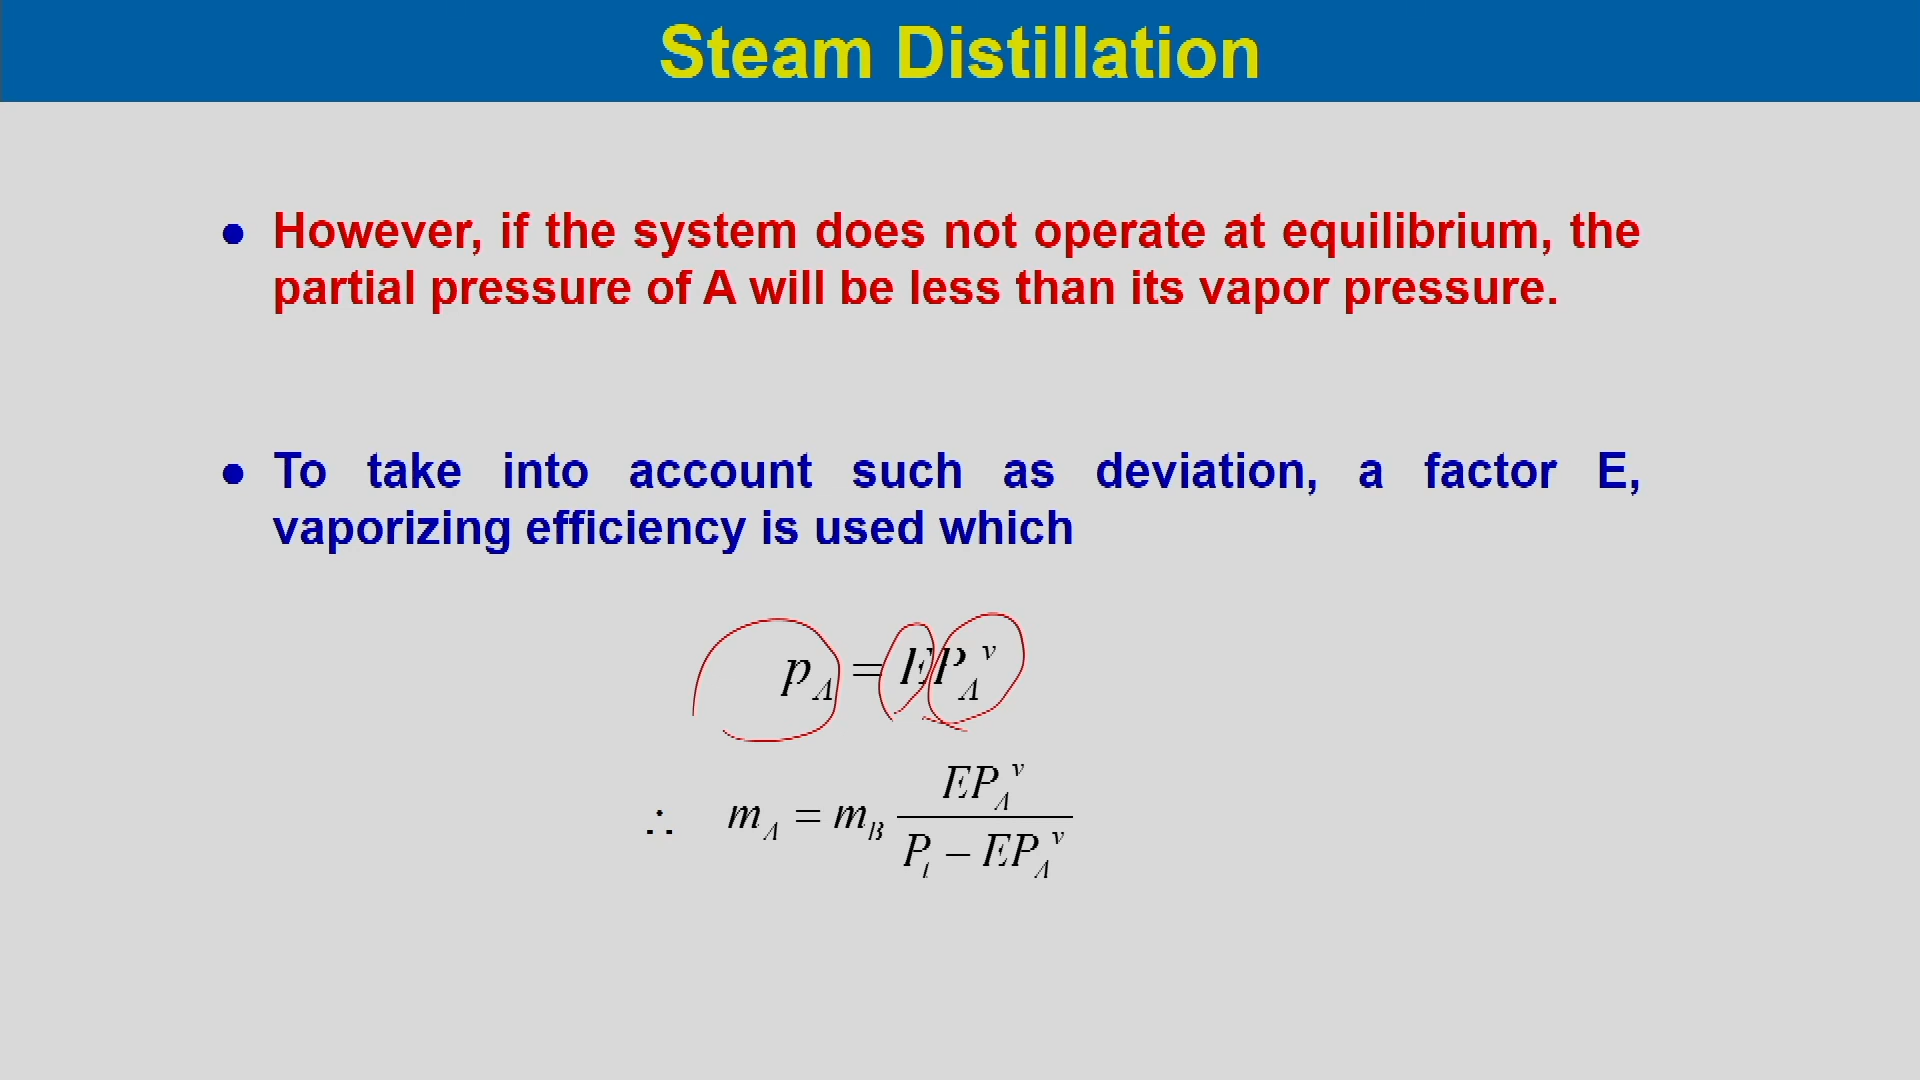 Steam Distillation
● However, if the system does not operate at equilibrium, the
partial pressure of A will be less than its vapor pressure.
● To take into account such as deviation, a factor E,
vaporizing efficiency is used which
p_A = EP_A^v
∴ m_A = m_B \frac{EP_A^v}{P_t - EP_A^v}